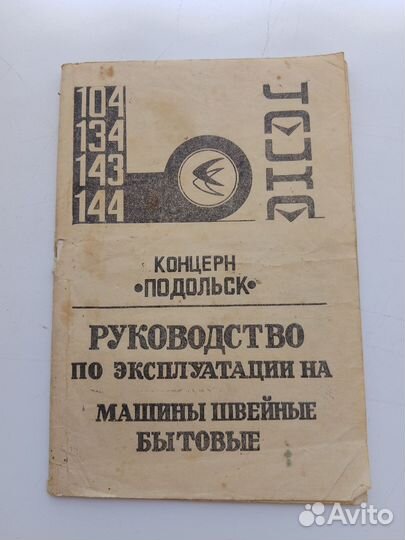 104
134
143
144
КОНЦЕРН
•ПОДОЛЬСК•
РУКОВОДСТВО
ПО ЭКСПЛУАТАЦИИ НА
МАШИНЫ ШВЕЙНЫЕ
БЫТОВЫЕ
Avito